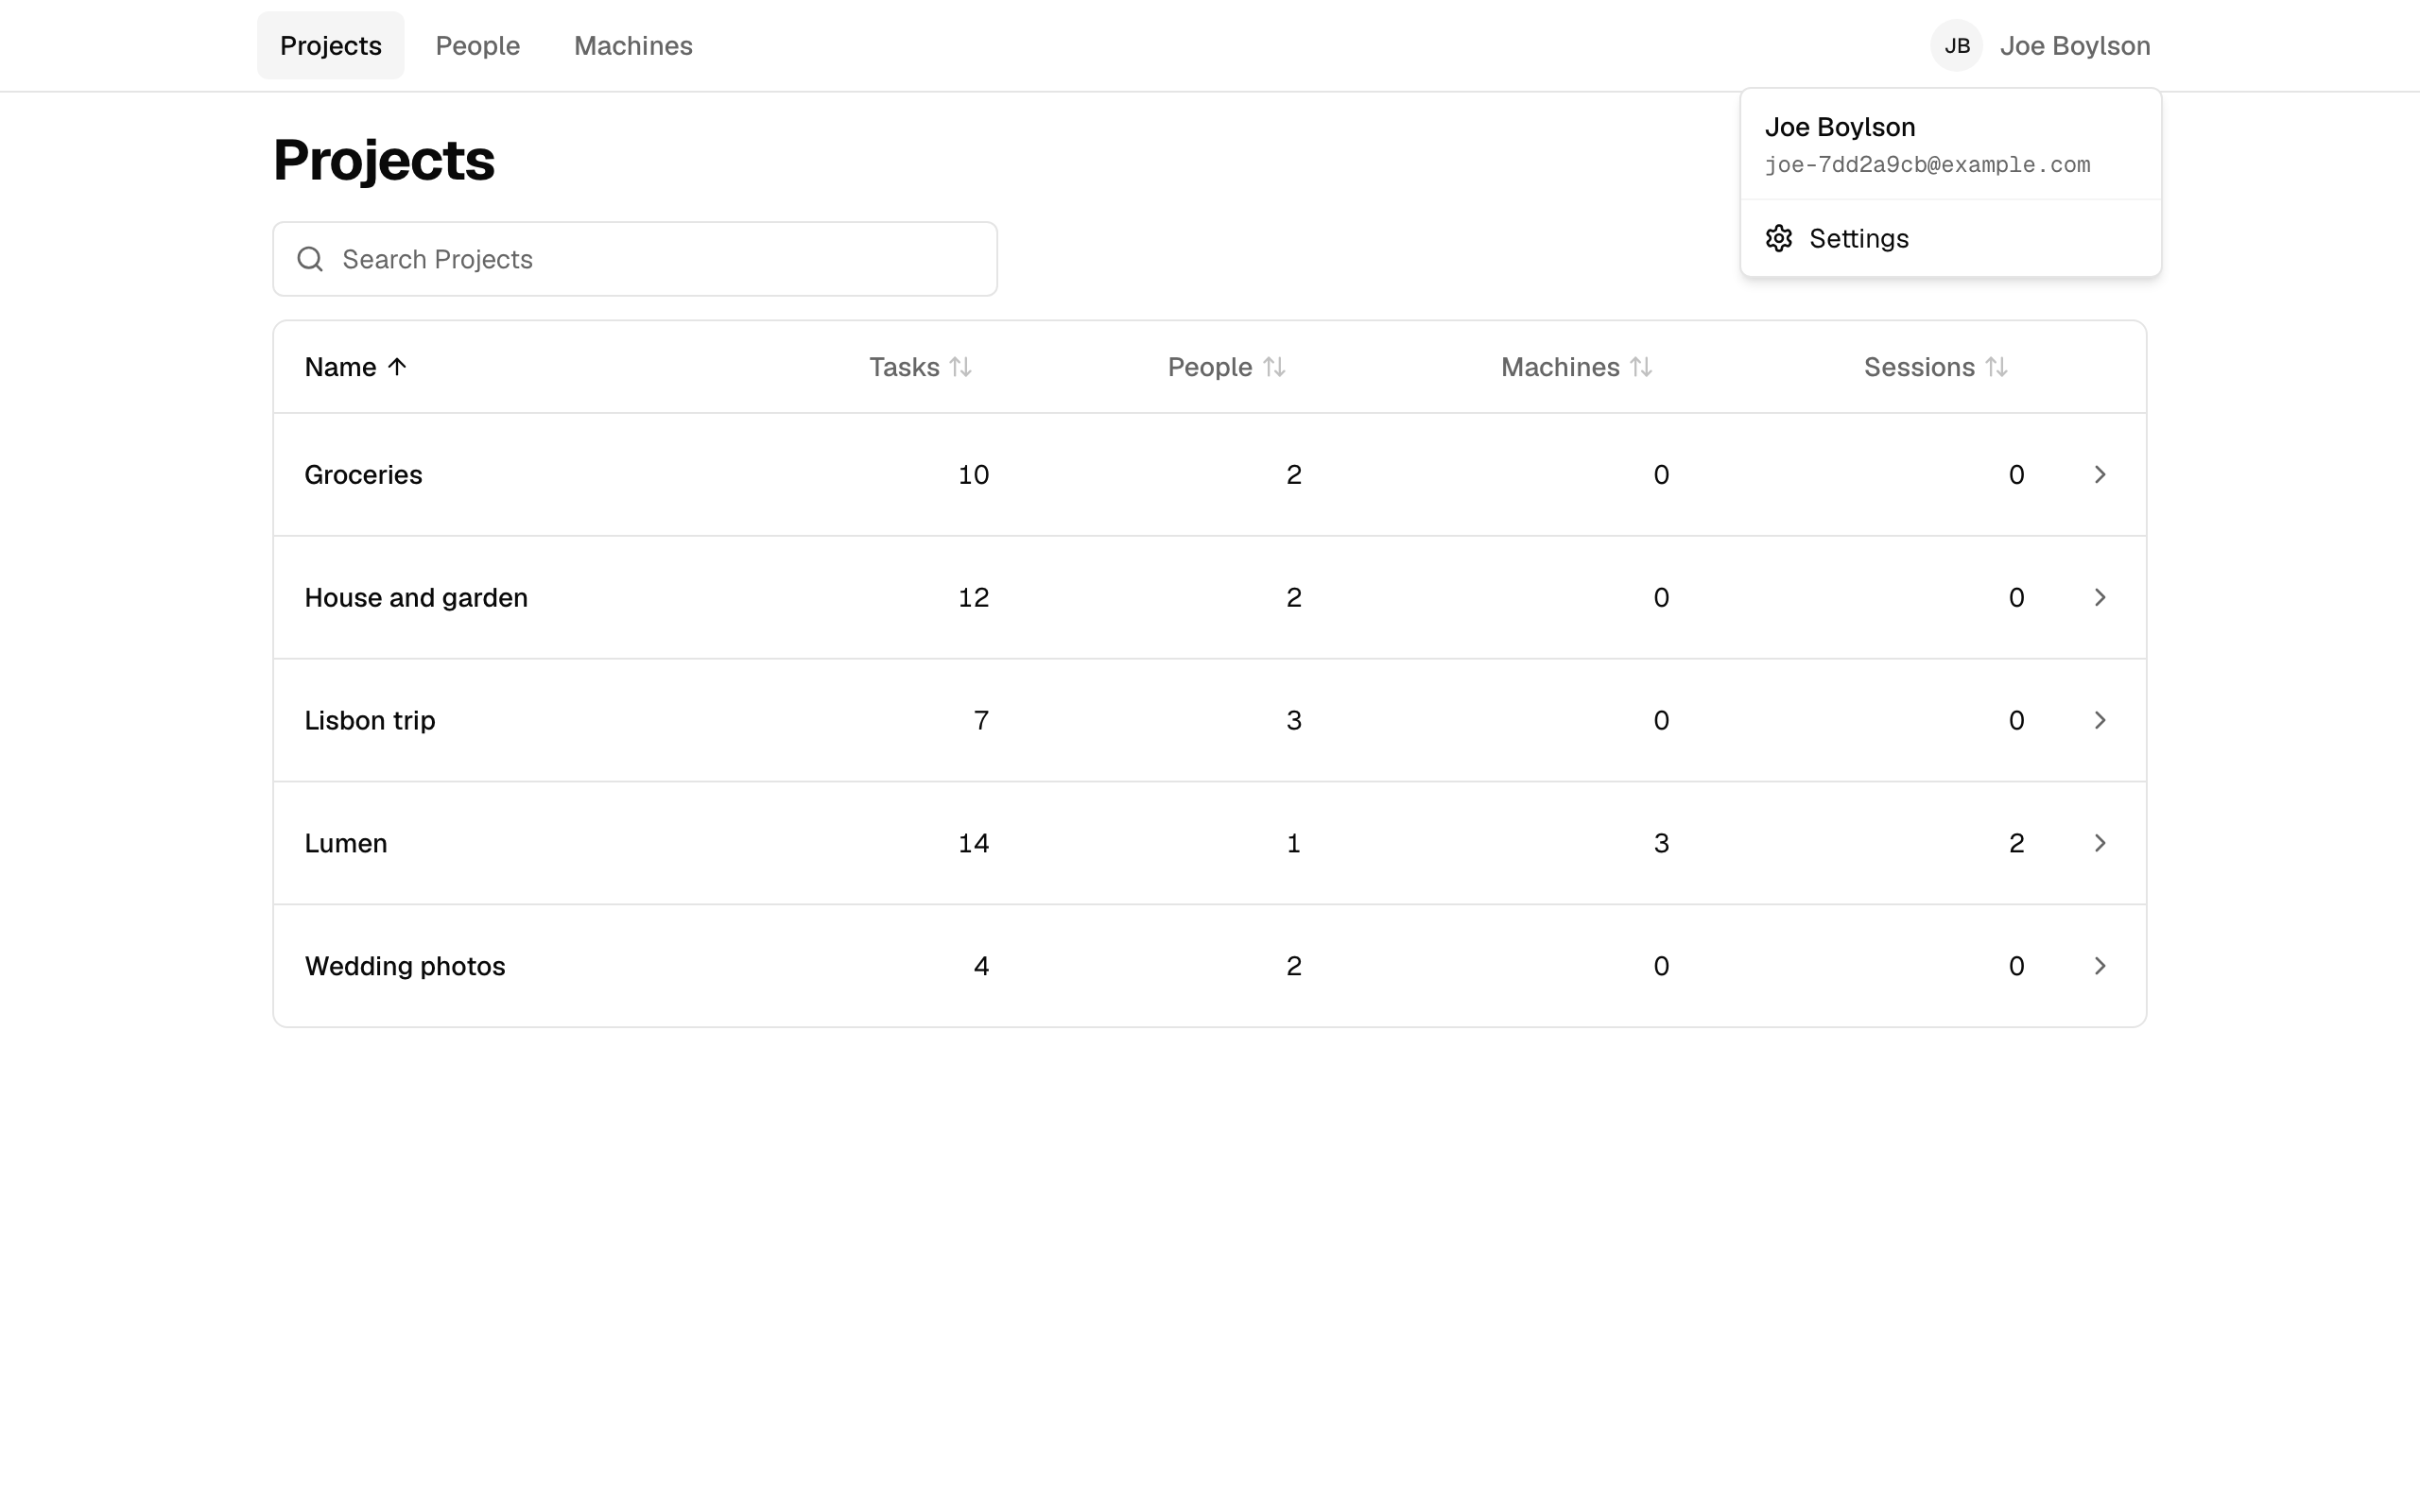 Projects People Machines JB Joe Boylson
Joe Boylson
joe-7dd2a9cb@example.com
Settings
Projects
Search Projects
Name Tasks People Machines Sessions
Groceries 10 2 0 0
House and garden 12 2 0 0
Lisbon trip 7 3 0 0
Lumen 14 1 3 2
Wedding photos 4 2 0 0